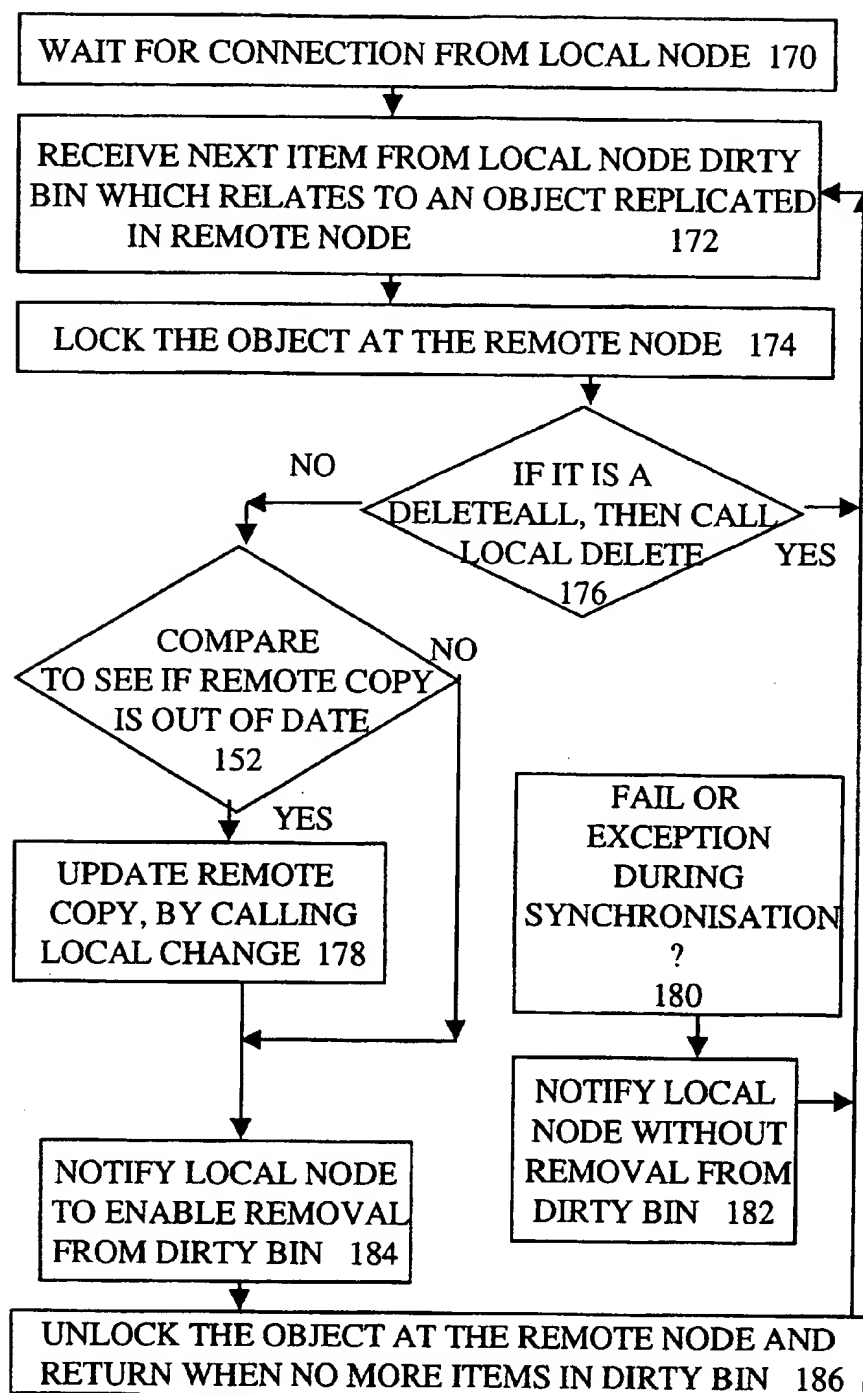 WAIT FOR CONNECTION FROM LOCAL NODE 170
RECEIVE NEXT ITEM FROM LOCAL NODE DIRTY
BIN WHICH RELATES TO AN OBJECT REPLICATED
IN REMOTE NODE 172
LOCK THE OBJECT AT THE REMOTE NODE 174
NO
IF IT IS A
DELETEALL, THEN CALL
LOCAL DELETE
176
YES
COMPARE
TO SEE IF REMOTE COPY
IS OUT OF DATE
152
NO
YES
UPDATE REMOTE
COPY, BY CALLING
LOCAL CHANGE 178
FAIL OR
EXCEPTION
DURING
SYNCHRONISATION
?
180
NOTIFY LOCAL
NODE WITHOUT
REMOVAL FROM
DIRTY BIN 182
NOTIFY LOCAL NODE
TO ENABLE REMOVAL
FROM DIRTY BIN 184
UNLOCK THE OBJECT AT THE REMOTE NODE AND
RETURN WHEN NO MORE ITEMS IN DIRTY BIN 186